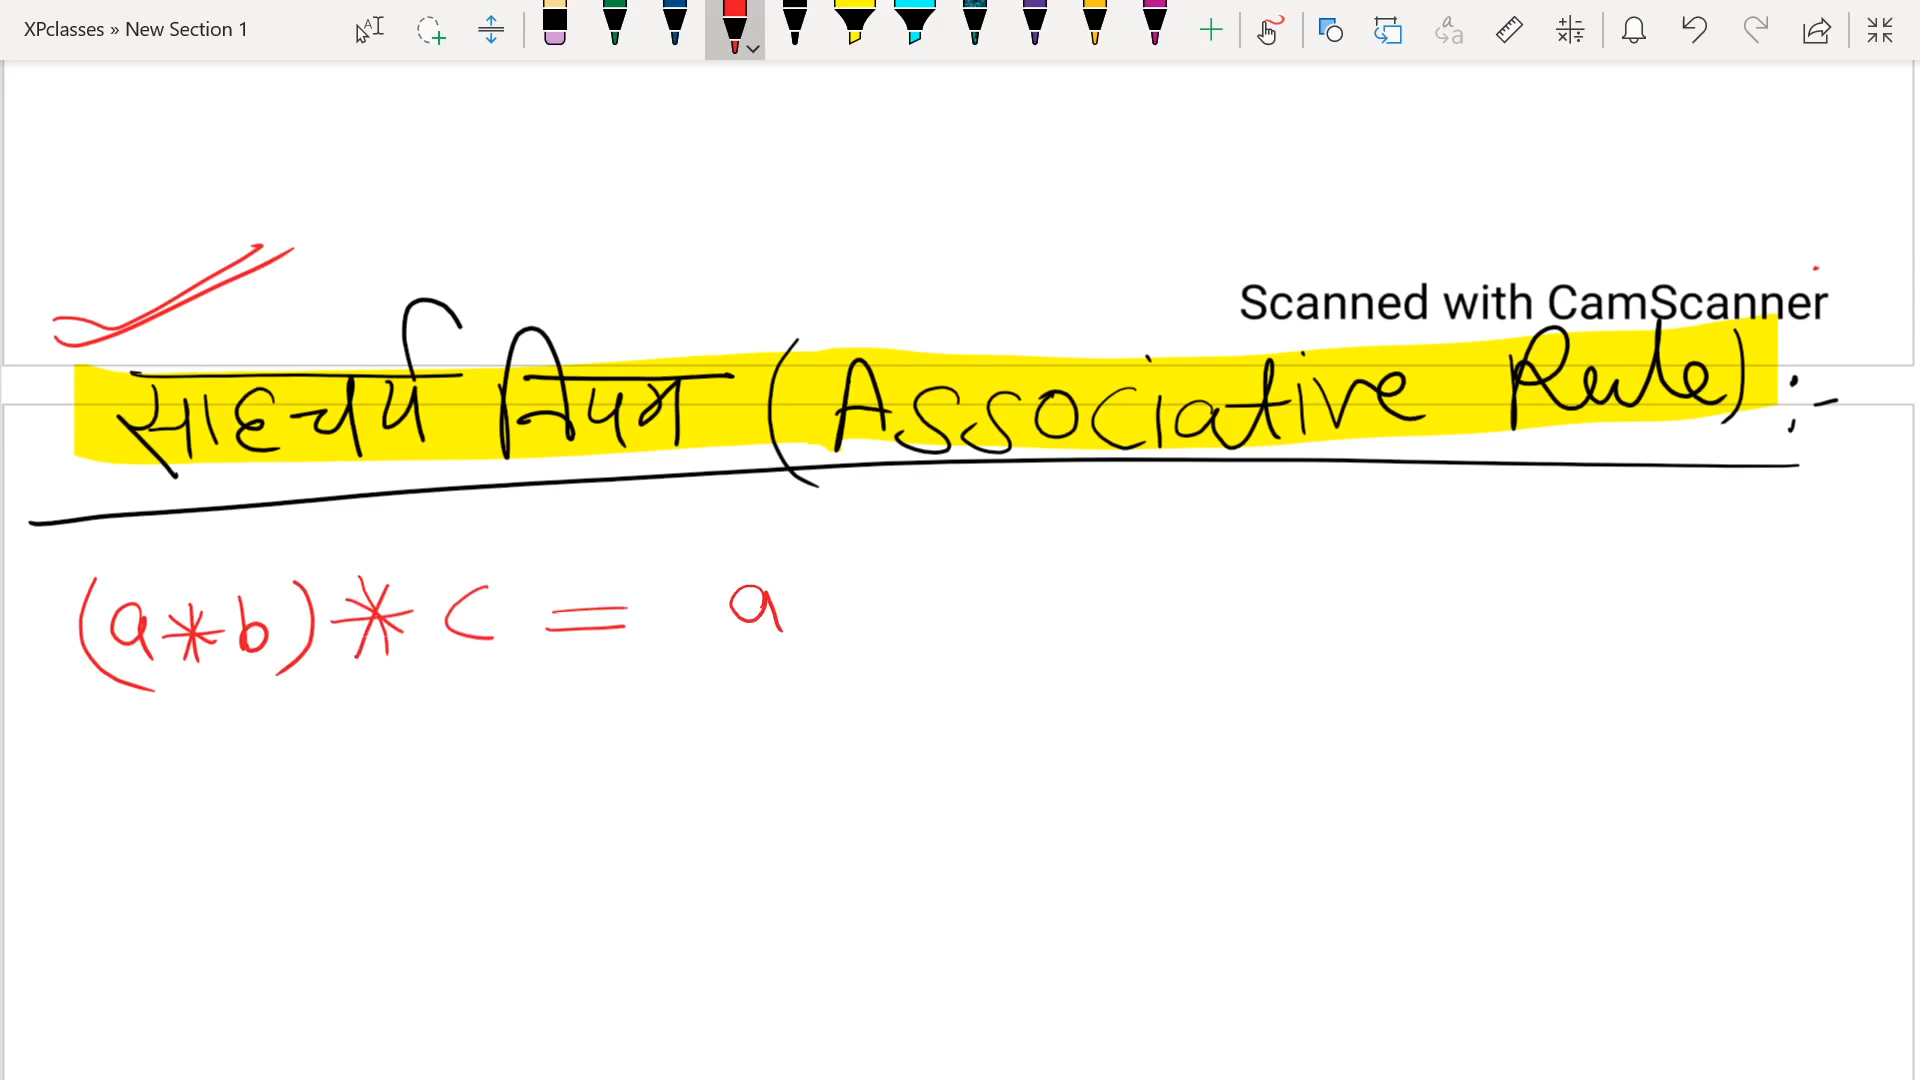 XPclasses » New Section 1
Scanned with CamScanner
साहचर्य नियम (Associative Rule) :-
(a*b)*c = a